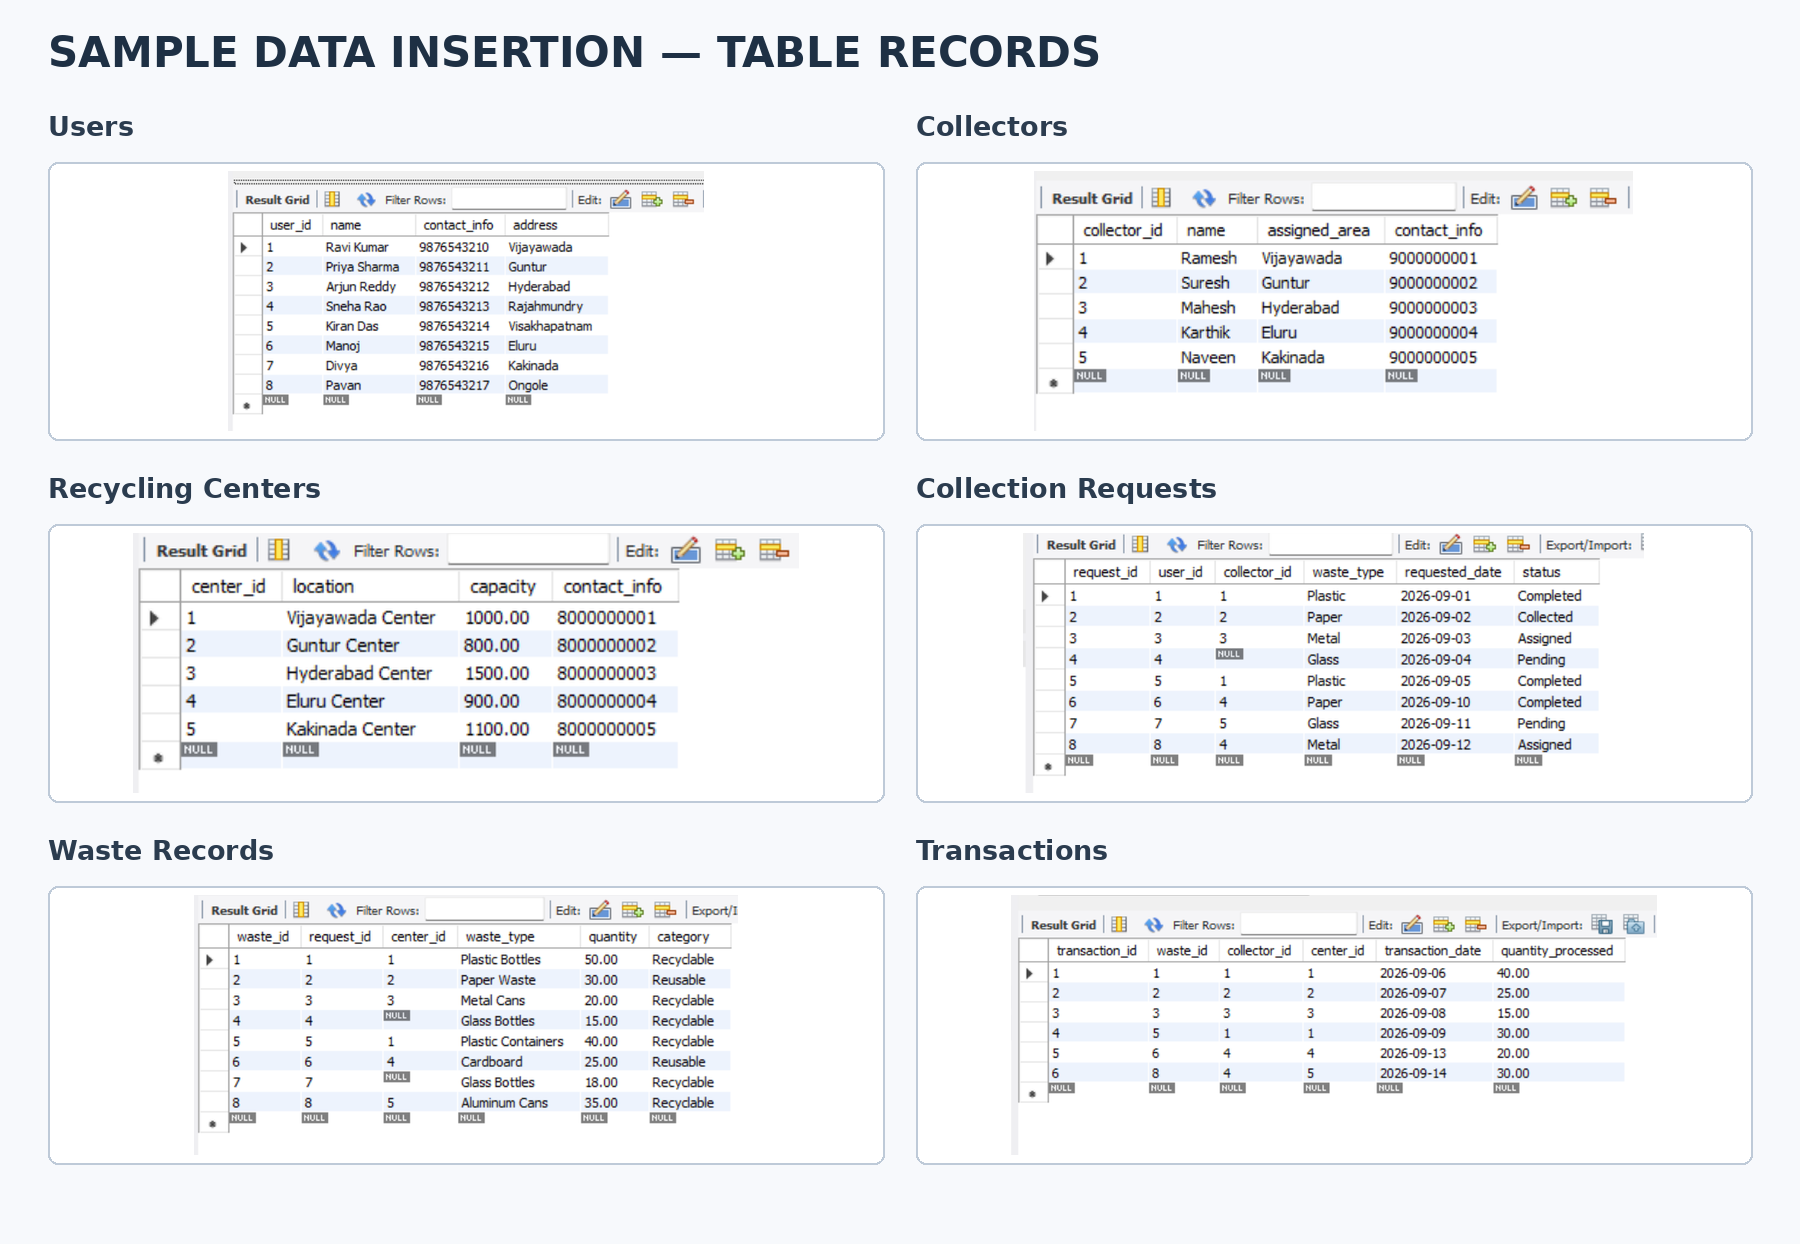 SAMPLE DATA INSERTION — TABLE RECORDS
Users
Result Grid Filter Rows: Edit:
user_id name contact_info address
1 Ravi Kumar 9876543210 Vijayawada
2 Priya Sharma 9876543211 Guntur
3 Arjun Reddy 9876543212 Hyderabad
4 Sneha Rao 9876543213 Rajahmundry
5 Kiran Das 9876543214 Visakhapatnam
6 Manoj 9876543215 Eluru
7 Divya 9876543216 Kakinada
8 Pavan 9876543217 Ongole
NULL NULL NULL NULL
Collectors
Result Grid Filter Rows: Edit:
collector_id name assigned_area contact_info
1 Ramesh Vijayawada 9000000001
2 Suresh Guntur 9000000002
3 Mahesh Hyderabad 9000000003
4 Karthik Eluru 9000000004
5 Naveen Kakinada 9000000005
NULL NULL NULL NULL
Recycling Centers
Result Grid Filter Rows: Edit:
center_id location capacity contact_info
1 Vijayawada Center 1000.00 8000000001
2 Guntur Center 800.00 8000000002
3 Hyderabad Center 1500.00 8000000003
4 Eluru Center 900.00 8000000004
5 Kakinada Center 1100.00 8000000005
NULL NULL NULL NULL
Collection Requests
Result Grid Filter Rows: Edit: Export/Import:
request_id user_id collector_id waste_type requested_date status
1 1 1 Plastic 2026-09-01 Completed
2 2 2 Paper 2026-09-02 Collected
3 3 3 Metal 2026-09-03 Assigned
4 4 NULL Glass 2026-09-04 Pending
5 5 1 Plastic 2026-09-05 Completed
6 6 4 Paper 2026-09-10 Completed
7 7 5 Glass 2026-09-11 Pending
8 8 4 Metal 2026-09-12 Assigned
NULL NULL NULL NULL NULL NULL
Waste Records
Result Grid Filter Rows: Edit: Export/I
waste_id request_id center_id waste_type quantity category
1 1 1 Plastic Bottles 50.00 Recyclable
2 2 2 Paper Waste 30.00 Reusable
3 3 3 Metal Cans 20.00 Recyclable
4 4 NULL Glass Bottles 15.00 Recyclable
5 5 1 Plastic Containers 40.00 Recyclable
6 6 4 Cardboard 25.00 Reusable
7 7 NULL Glass Bottles 18.00 Recyclable
8 8 5 Aluminum Cans 35.00 Recyclable
NULL NULL NULL NULL NULL NULL
Transactions
Result Grid Filter Rows: Edit: Export/Import:
transaction_id waste_id collector_id center_id transaction_date quantity_processed
1 1 1 1 2026-09-06 40.00
2 2 2 2 2026-09-07 25.00
3 3 3 3 2026-09-08 15.00
4 5 1 1 2026-09-09 30.00
5 6 4 4 2026-09-13 20.00
6 8 4 5 2026-09-14 30.00
NULL NULL NULL NULL NULL NULL